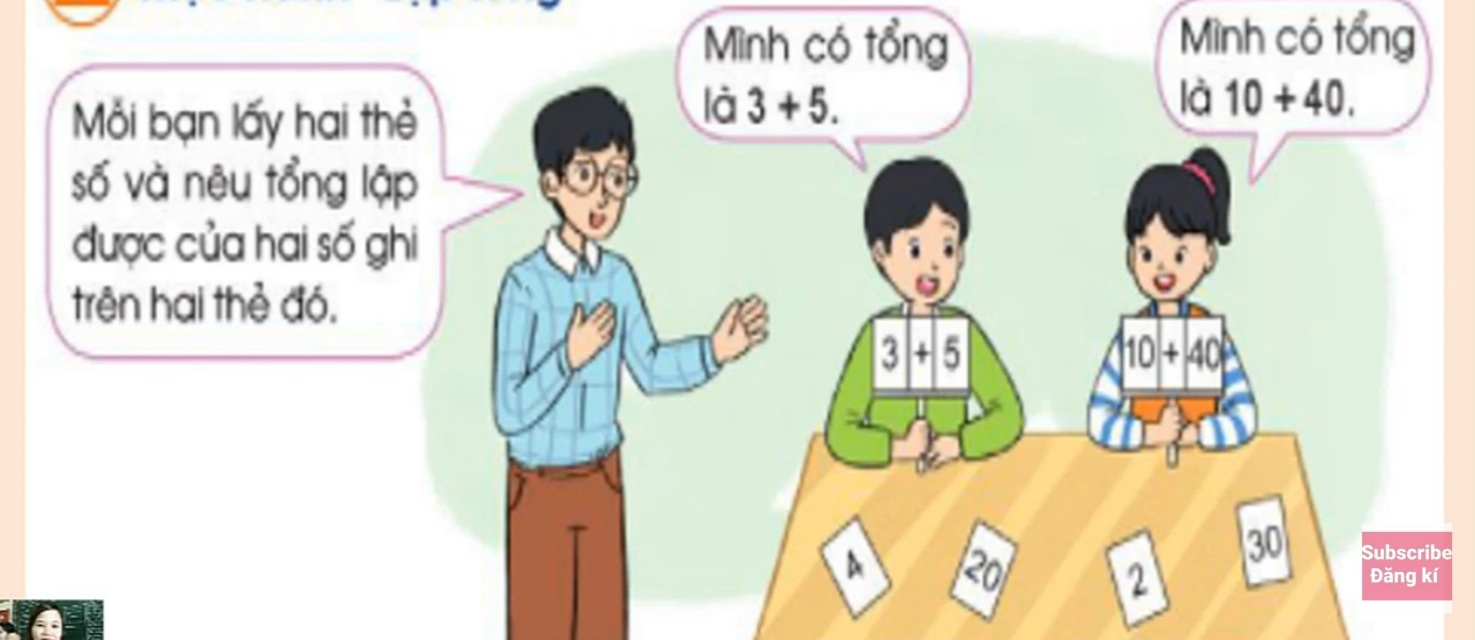 Mỗi bạn lấy hai thẻ
số và nêu tổng lập
được của hai số ghi
trên hai thẻ đó.
Mình có tổng
là 3 + 5.
Mình có tổng
là 10 + 40.
3 + 5
10 + 40
4
20
2
30
Subscribe
Đăng kí